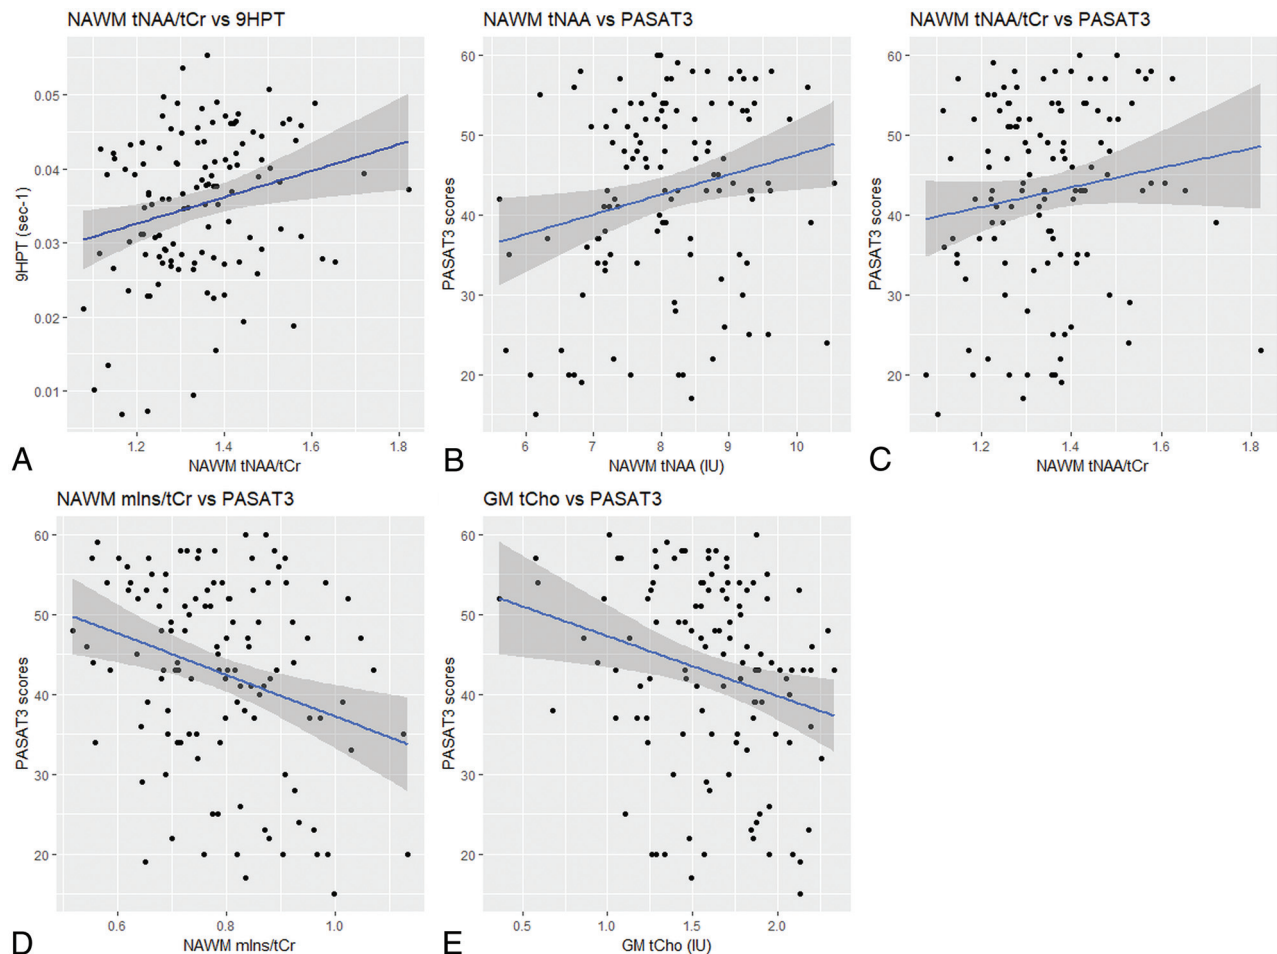 NAWM tNAA/tCr vs 9HPT
0.05
0.04
0.03
0.02
0.01
9HPT (sec-1)
1.2 1.4 1.6 1.8
NAWM tNAA/tCr
A
NAWM tNAA vs PASAT3
60
50
40
30
20
PASAT3 scores
6 7 8 9 10
NAWM tNAA (IU)
B
NAWM tNAA/tCr vs PASAT3
60
50
40
30
20
PASAT3 scores
1.2 1.4 1.6 1.8
NAWM tNAA/tCr
C
NAWM mIns/tCr vs PASAT3
60
50
40
30
20
PASAT3 scores
0.6 0.8 1.0
NAWM mIns/tCr
D
GM tCho vs PASAT3
60
50
40
30
20
PASAT3 scores
0.5 1.0 1.5 2.0
GM tCho (IU)
E